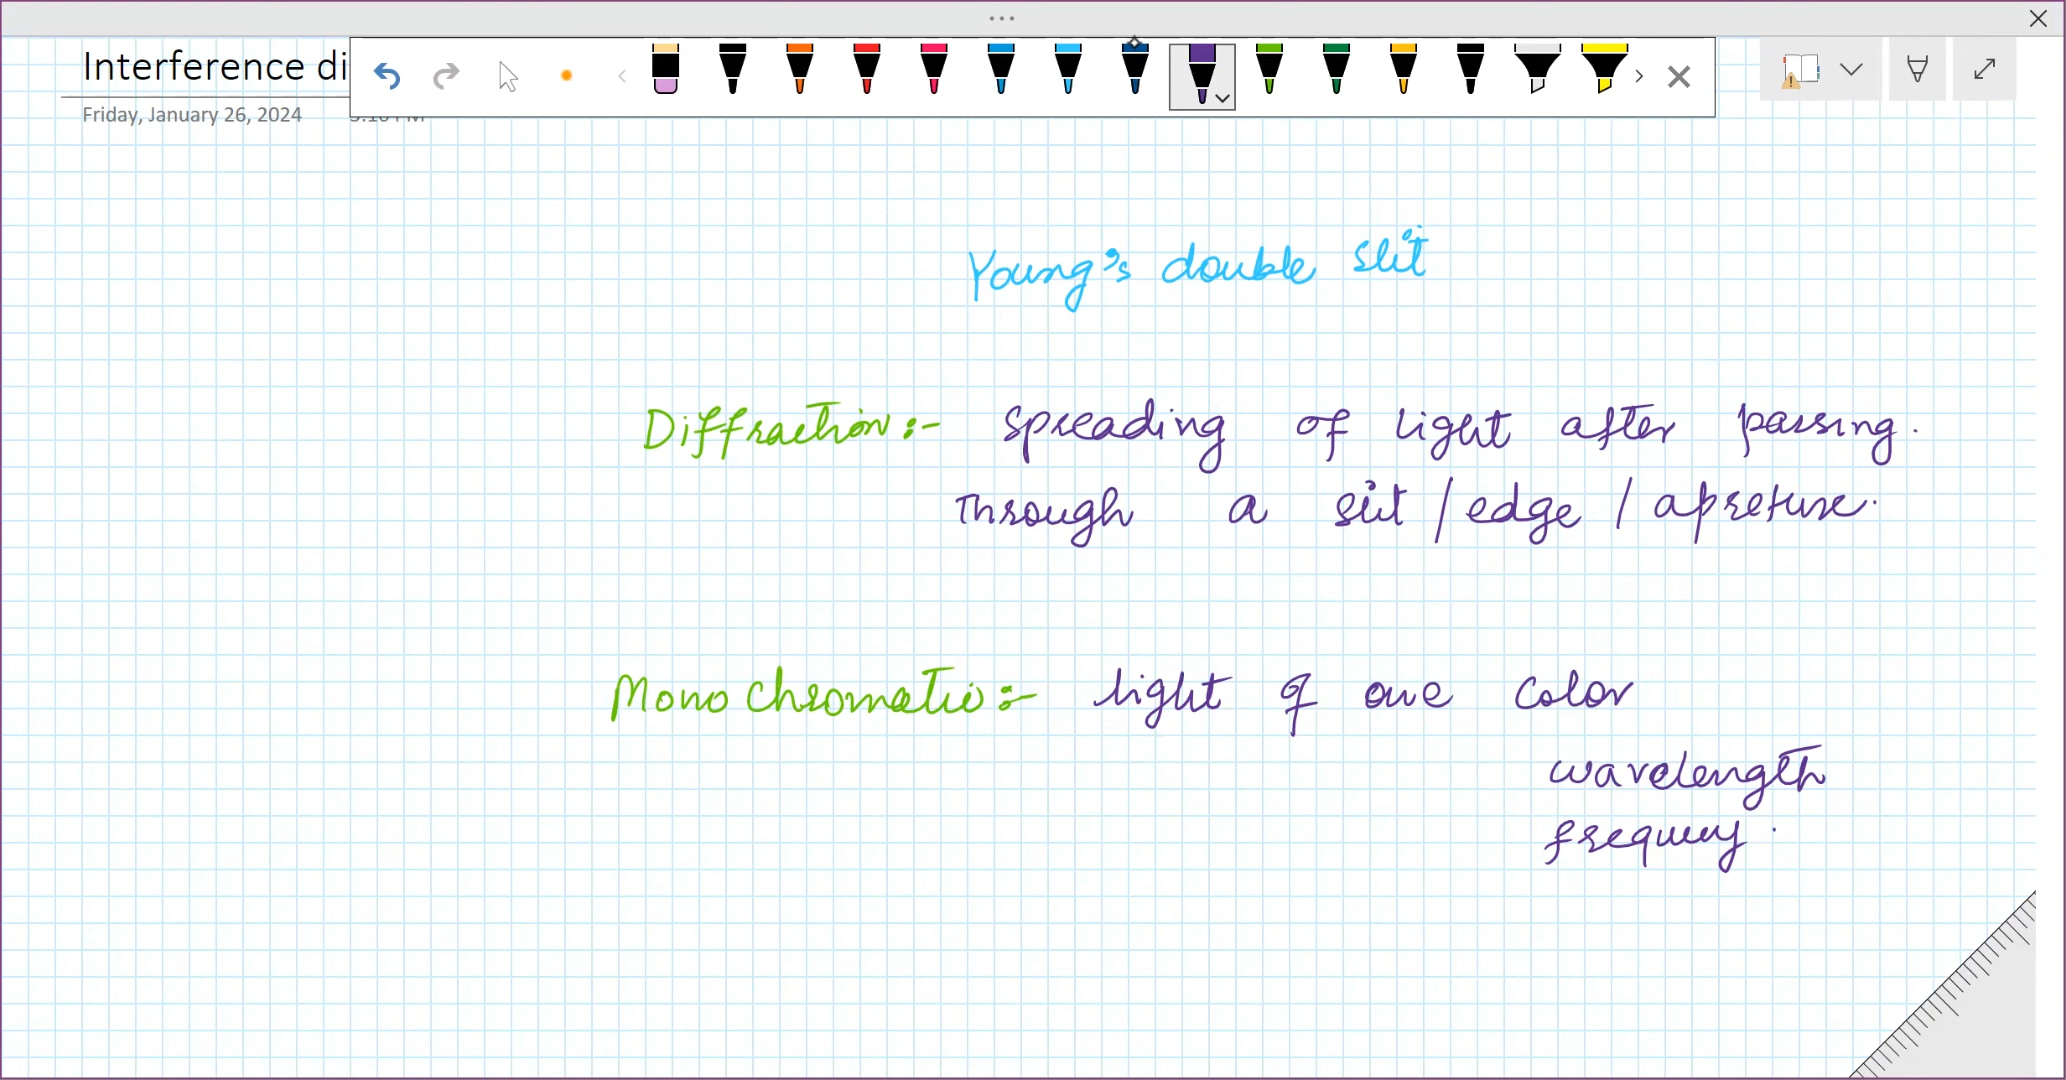 Interference di
Friday, January 26, 2024
Young's double slit
Diffraction:- Spreading of light after passing.
Through a slit / edge / apreture.
Mono Chromatic:- light of one color
wavelength
frequency.